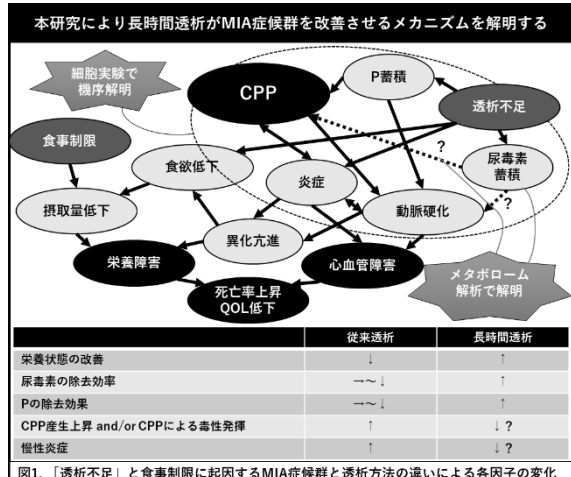 本研究により長時間透析がMIA症候群を改善させるメカニズムを解明する
細胞実験で
機序解明
CPP
P蓄積
透析不足
食事制限
食欲低下
炎症
?
尿毒素
蓄積
摂取量低下
動脈硬化
?
異化亢進
栄養障害
心血管障害
死亡率上昇
QOL低下
メタボローム
解析で解明
従来透析 長時間透析
栄養状態の改善 ↓ ↑
尿毒素の除去効率 →~↓ ↑
Pの除去効果 →~↓ ↑
CPP産生上昇 and/or CPPによる毒性発揮 ↑ ↓?
慢性炎症 ↑ ↓?
図1. 「透析不足」と食事制限に起因するMIA症候群と透析方法の違いによる各因子の変化